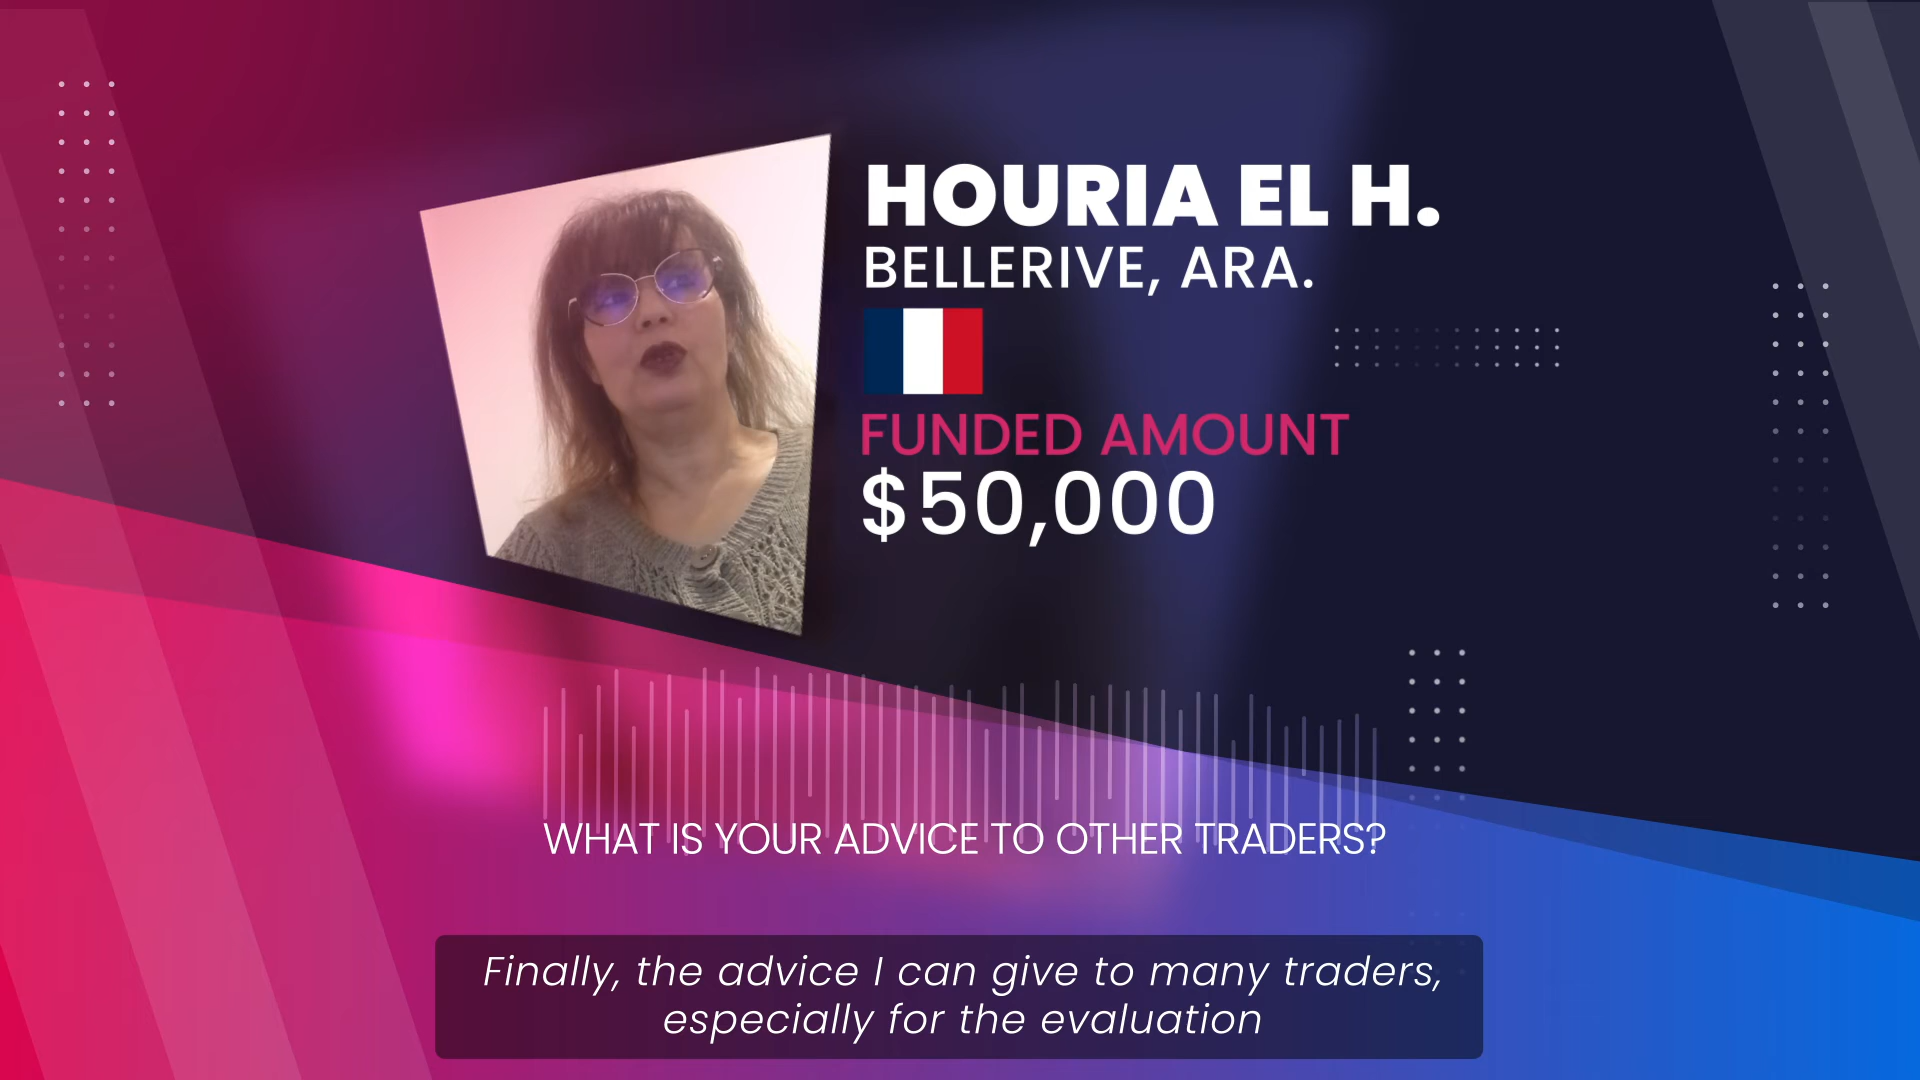 HOURIA EL H.
BELLERIVE, ARA.
FUNDED AMOUNT
$50,000
WHAT IS YOUR ADVICE TO OTHER TRADERS?
Finally, the advice I can give to many traders,
especially for the evaluation